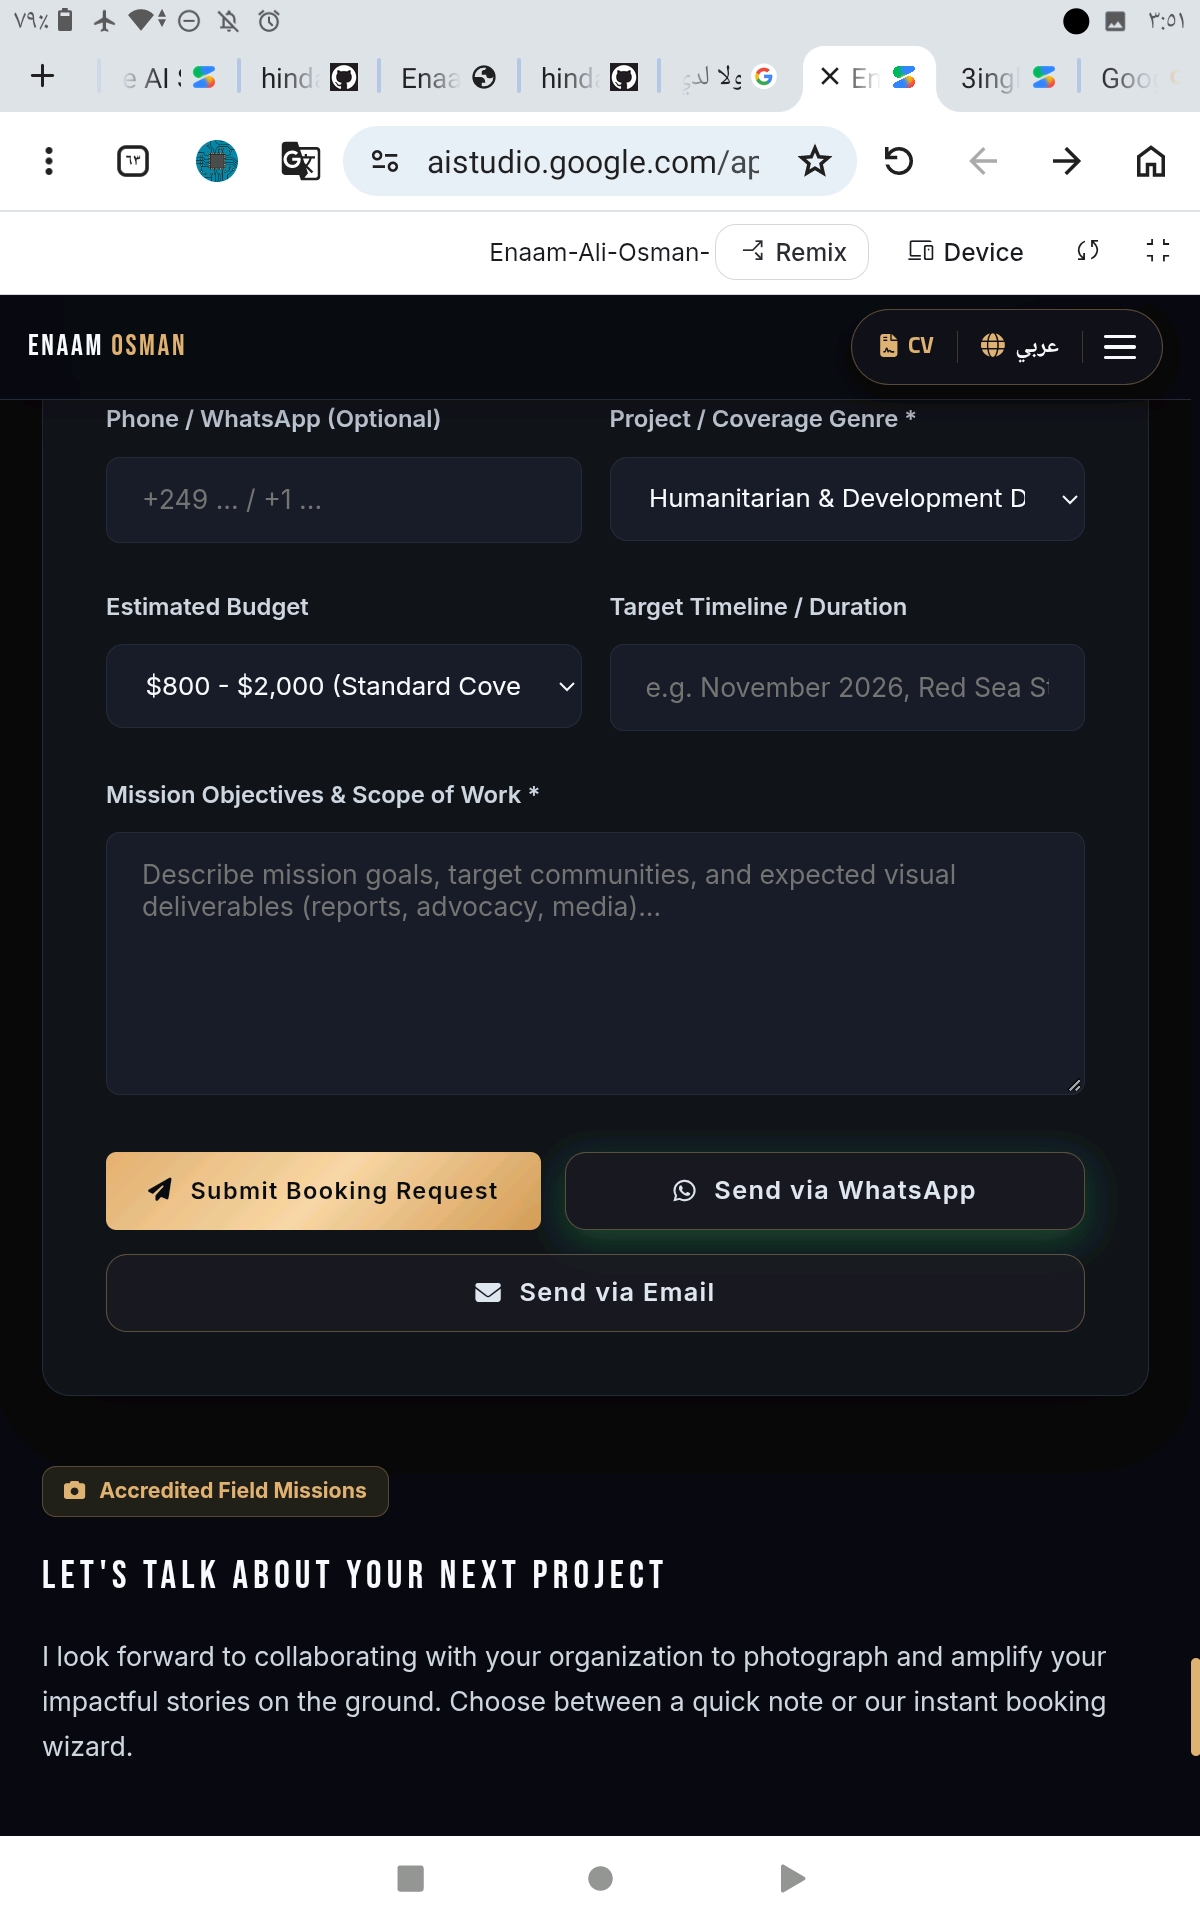 ٧٩٪ ٣:٥١
e AI hind Enaa hind ولا لدي En 3ing Goo
٦٣ aistudio.google.com/ap
Enaam-Ali-Osman- Remix Device
ENAAM OSMAN CV عربي
Phone / WhatsApp (Optional) Project / Coverage Genre *
+249 ... / +1 ... Humanitarian & Development D
Estimated Budget Target Timeline / Duration
$800 - $2,000 (Standard Cove e.g. November 2026, Red Sea St
Mission Objectives & Scope of Work *
Describe mission goals, target communities, and expected visual
deliverables (reports, advocacy, media)...
Submit Booking Request Send via WhatsApp
Send via Email
Accredited Field Missions
LET'S TALK ABOUT YOUR NEXT PROJECT
I look forward to collaborating with your organization to photograph and amplify your
impactful stories on the ground. Choose between a quick note or our instant booking
wizard.